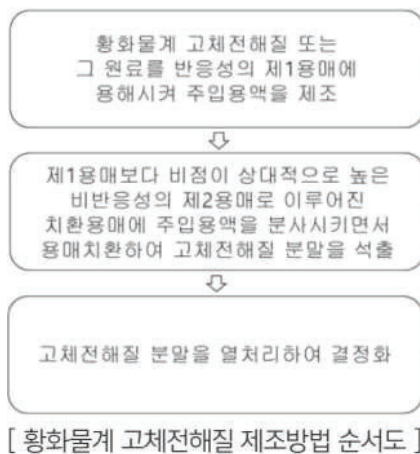 황화물계 고체전해질 또는
그 원료를 반응성의 제1용매에
용해시켜 주입용액을 제조
제1용매보다 비점이 상대적으로 높은
비반응성의 제2용매로 이루어진
치환용매에 주입용액을 분사시키면서
용매치환하여 고체전해질 분말을 석출
고체전해질 분말을 열처리하여 결정화
[ 황화물계 고체전해질 제조방법 순서도 ]